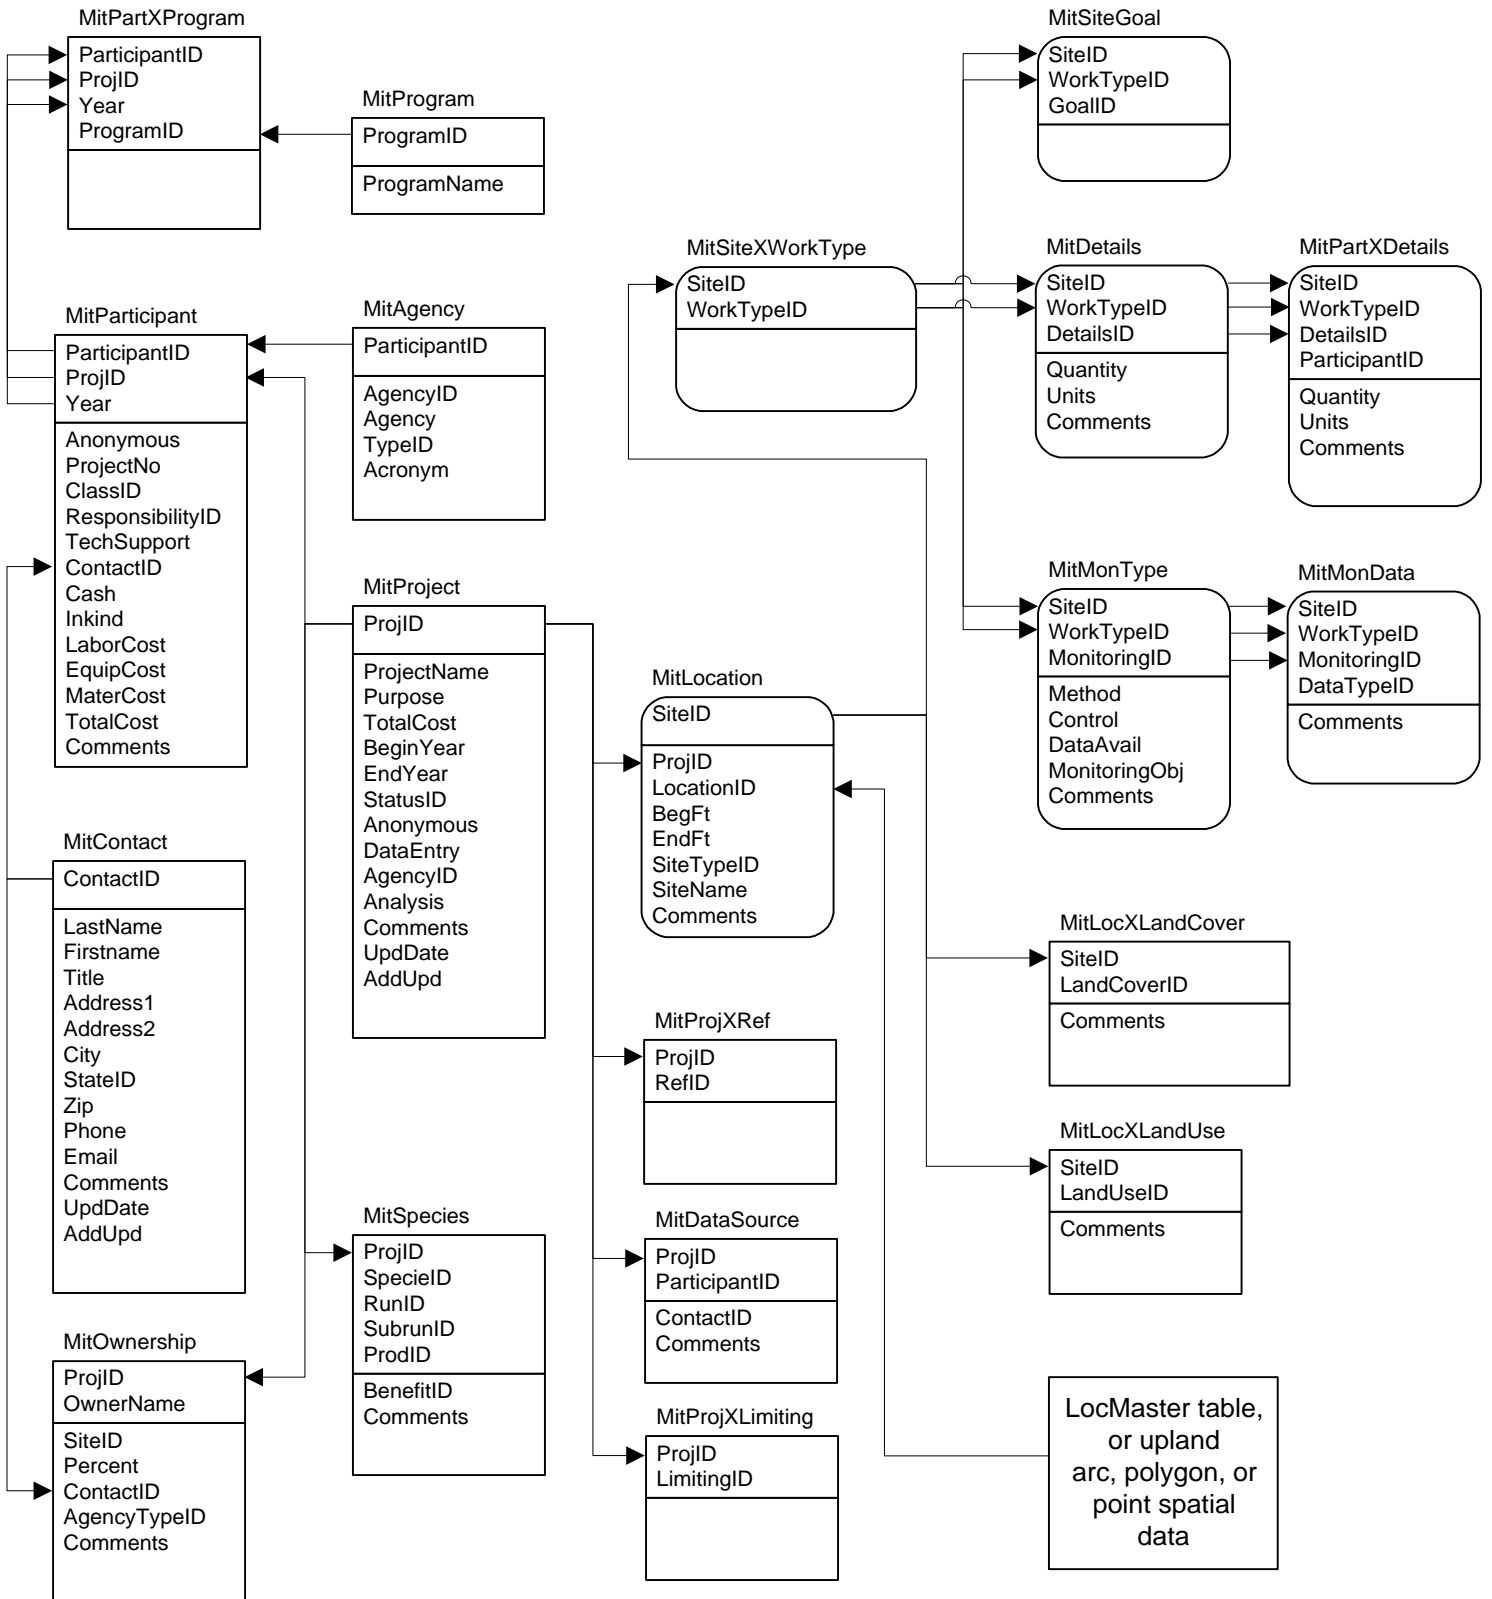 MitPartXProgram
ParticipantID
ProjID
Year
ProgramID
MitProgram
ProgramID
ProgramName
MitParticipant
ParticipantID
ProjID
Year
Anonymous
ProjectNo
ClassID
ResponsibilityID
TechSupport
ContactID
Cash
Inkind
LaborCost
EquipCost
MaterCost
TotalCost
Comments
MitAgency
ParticipantID
AgencyID
Agency
TypeID
Acronym
MitContact
ContactID
LastName
Firstname
Title
Address1
Address2
City
StateID
Zip
Phone
Email
Comments
UpdDate
AddUpd
MitOwnership
ProjID
OwnerName
SiteID
Percent
ContactID
AgencyTypeID
Comments
MitProject
ProjID
ProjectName
Purpose
TotalCost
BeginYear
EndYear
StatusID
Anonymous
DataEntry
AgencyID
Analysis
Comments
UpdDate
AddUpd
MitSpecies
ProjID
SpecieID
RunID
SubrunID
ProdID
BenefitID
Comments
MitSiteXWorkType
SiteID
WorkTypeID
MitLocation
SiteID
ProjID
LocationID
BegFt
EndFt
SiteTypeID
SiteName
Comments
MitProjXRef
ProjID
RefID
MitDataSource
ProjID
ParticipantID
ContactID
Comments
MitProjXLimiting
ProjID
LimitingID
MitSiteGoal
SiteID
WorkTypeID
GoalID
MitDetails
SiteID
WorkTypeID
DetailsID
Quantity
Units
Comments
MitPartXDetails
SiteID
WorkTypeID
DetailsID
ParticipantID
Quantity
Units
Comments
MitMonType
SiteID
WorkTypeID
MonitoringID
Method
Control
DataAvail
MonitoringObj
Comments
MitMonData
SiteID
WorkTypeID
MonitoringID
DataTypeID
Comments
MitLocXLandCover
SiteID
LandCoverID
Comments
MitLocXLandUse
SiteID
LandUseID
Comments
LocMaster table,
or upland
arc, polygon, or
point spatial
data